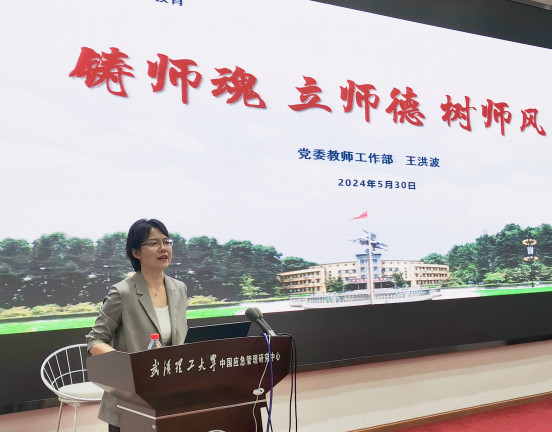 教育
铸师魂 立师德 树师风
党委教师工作部 王洪波
2024年5月30日
武汉理工大学中国应急管理研究中心